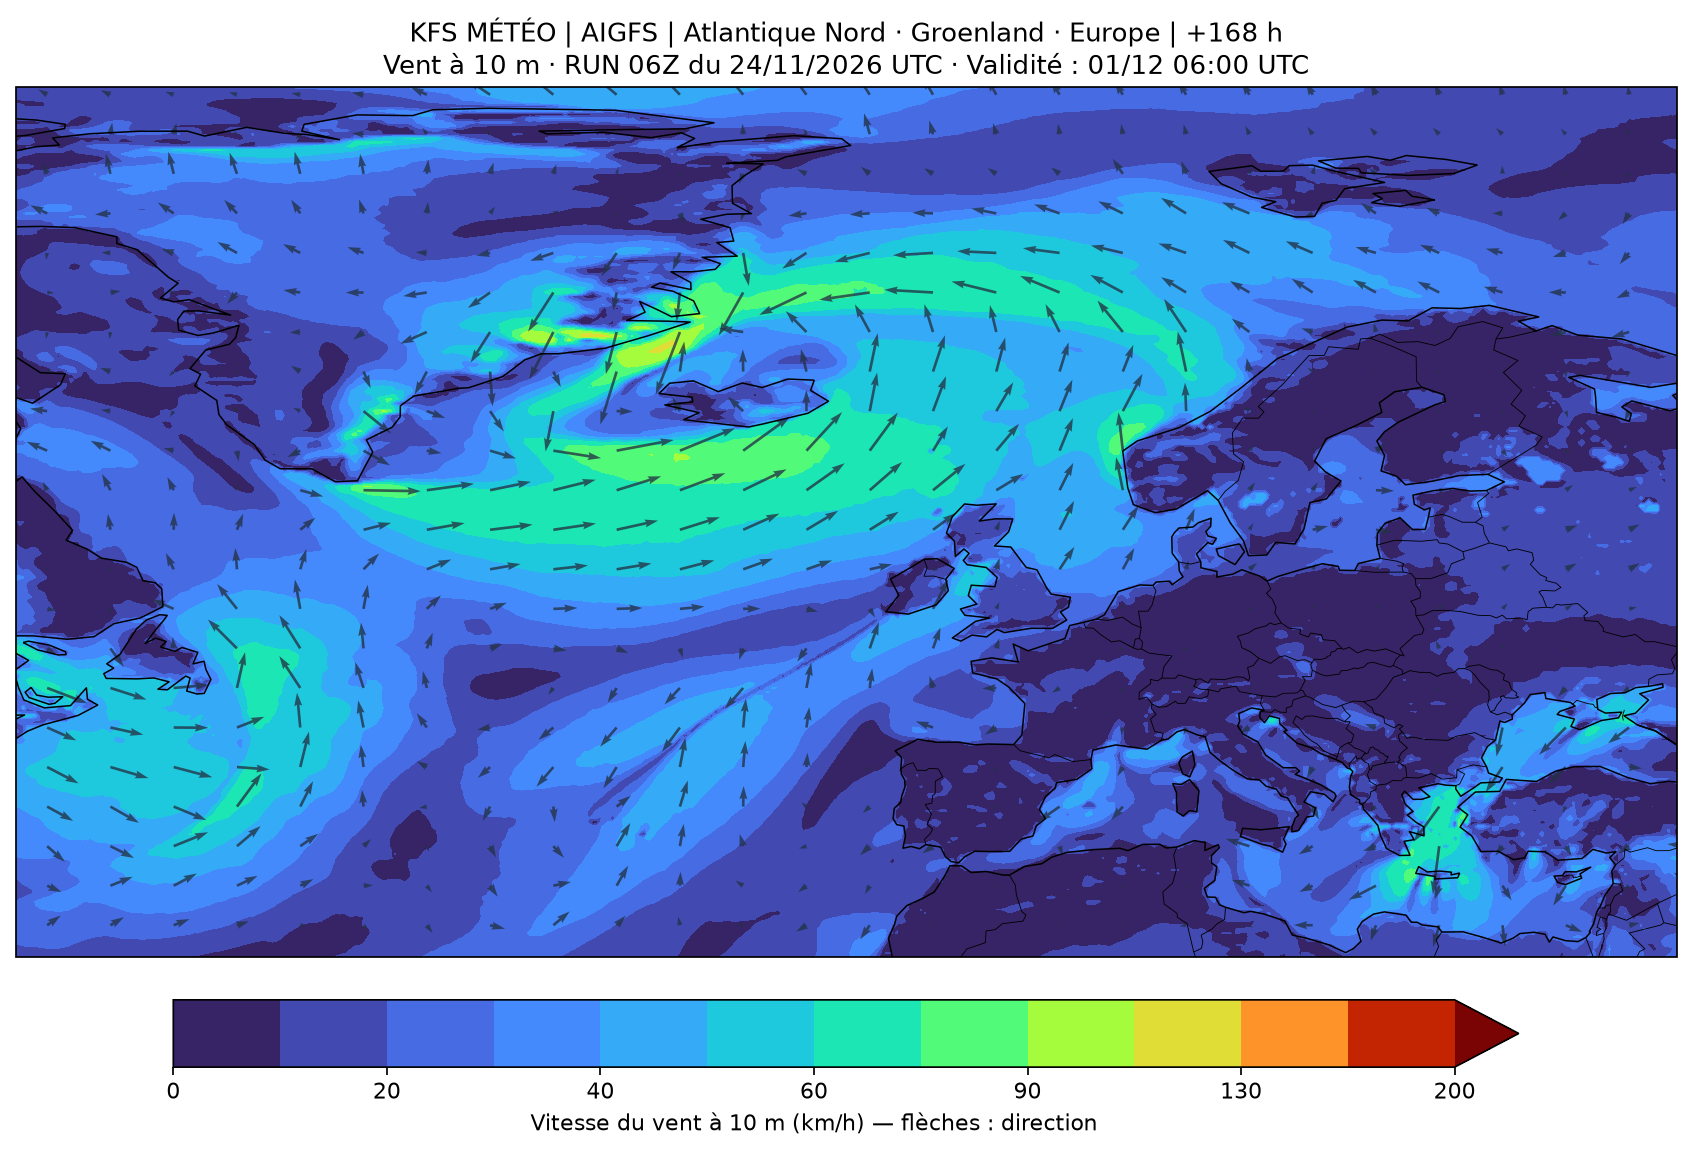 KFS MÉTÉO | AIGFS | Atlantique Nord · Groenland · Europe | +168 h
Vent à 10 m · RUN 06Z du 24/11/2026 UTC · Validité : 01/12 06:00 UTC
0 20 40 60 90 130 200
Vitesse du vent à 10 m (km/h) — flèches : direction